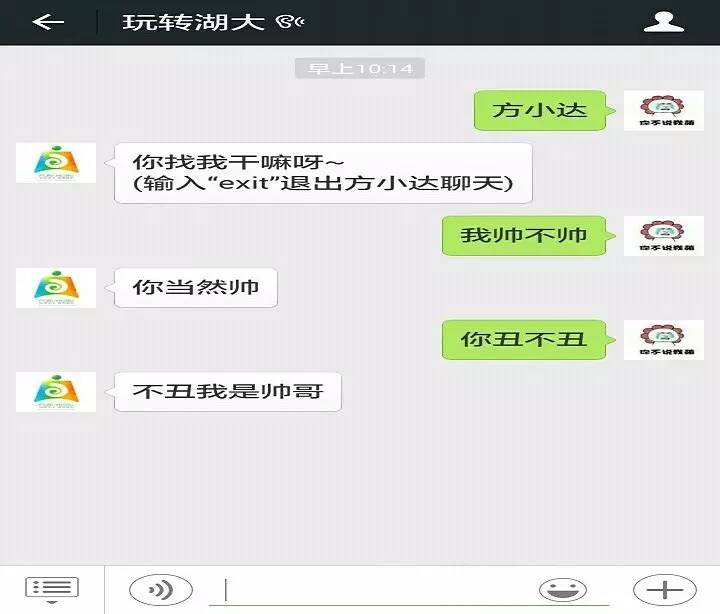 玩转湖大
早上10:14
方小达
你找我干嘛呀~
(输入“exit”退出方小达聊天)
我帅不帅
你当然帅
你丑不丑
不丑我是帅哥